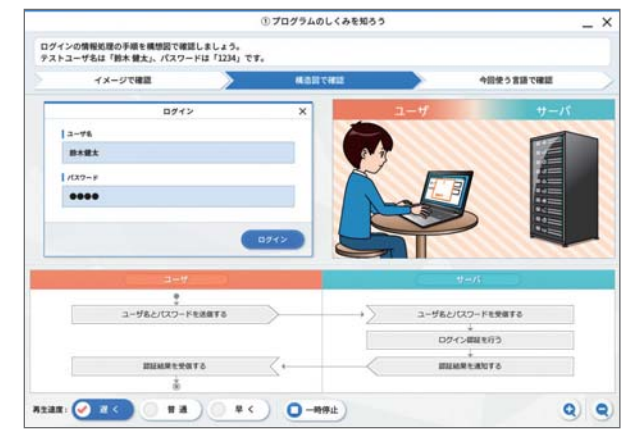 ① プログラムのしくみを知ろう
ログインの情報処理の手順を構想図で確認しましょう。
テストユーザ名は「鈴木 健太」、パスワードは「1234」です。
イメージで確認
構造図で確認
今回使う言語で確認
ログイン
ユーザ名
鈴木健太
パスワード
●●●●
ログイン
ユーザ
サーバ
ユーザ
サーバ
ユーザ名とパスワードを送信する
ユーザ名とパスワードを受信する
ログイン認証を行う
認証結果を受信する
認証結果を通知する
再生速度:
遅く
普通
早く
一時停止